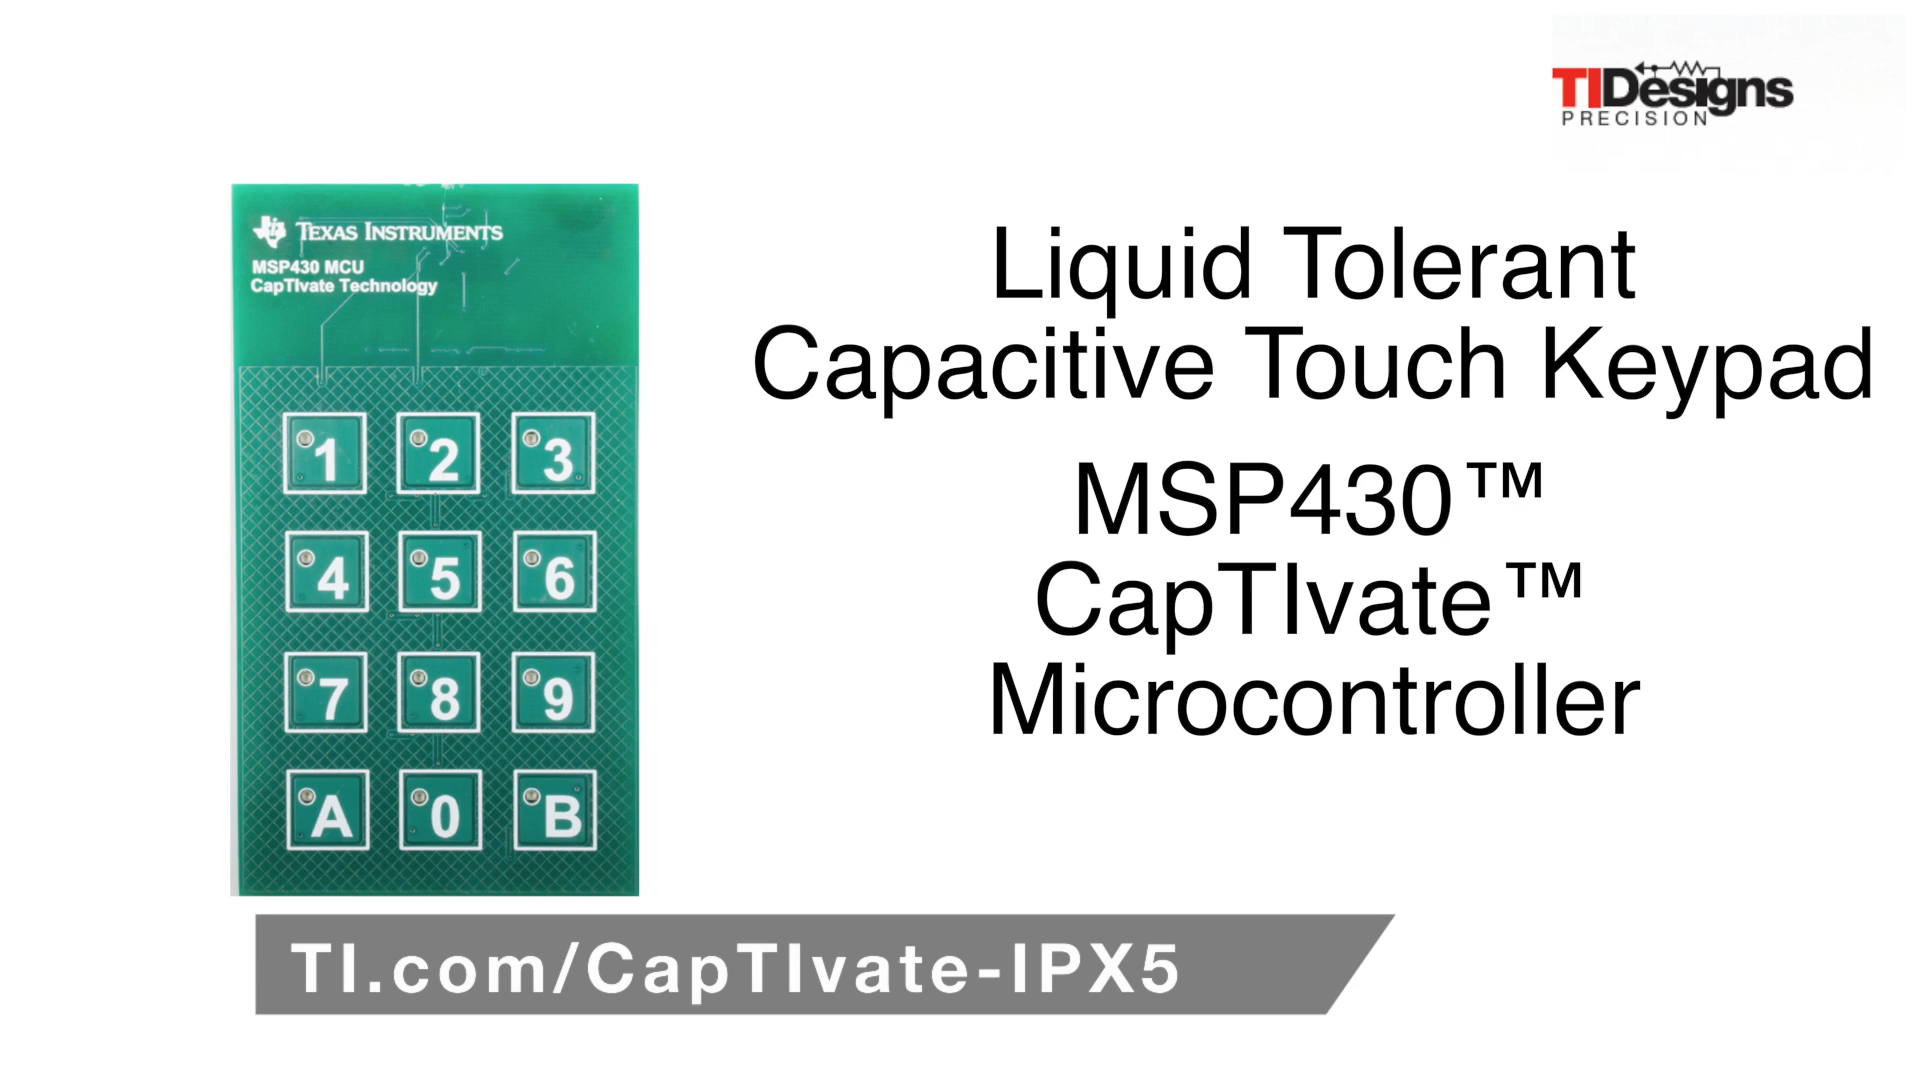 TIDesigns
PRECISION
TEXAS INSTRUMENTS
MSP430 MCU
CapTIvate Technology
Liquid Tolerant
Capacitive Touch Keypad
MSP430™
CapTIvate™
Microcontroller
1 2 3
4 5 6
7 8 9
A 0 B
TI.com/CapTIvate-IPX5